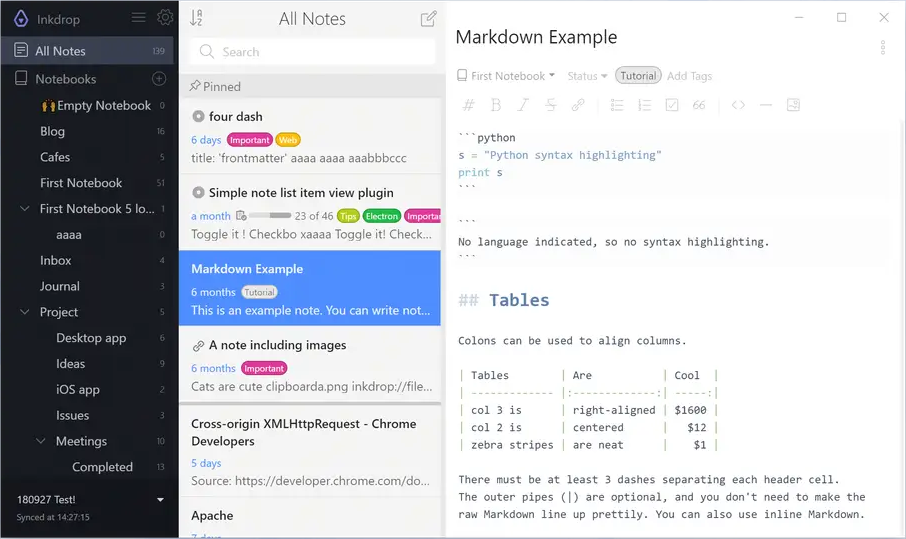 Inkdrop
All Notes 139
Notebooks
🙌Empty Notebook 0
Blog 16
Cafes 1
First Notebook 51
First Notebook 5 lo... 1
aaaa 0
Inbox 4
Journal 4
Project 5
Desktop app 6
Ideas 9
iOS app 2
Issues 5
Meetings 10
Completed 13
180927 Test!
Synced at 14:27:15
All Notes
Search
Pinned
four dash
6 days Important Web
title: 'frontmatter' aaaa aaaa aaabbbccc
Simple note list item view plugin
a month 23 of 46 Tips Electron Importan
Toggle it ! Checkbo xaaaa Toggle it! Check...
Markdown Example
6 months Tutorial
This is an example note. You can write not...
A note including images
6 months Important
Cats are cute clipboarda.png inkdrop://file...
Cross-origin XMLHttpRequest - Chrome
Developers
5 days
Source: https://developer.chrome.com/do...
Apache
7 days
Markdown Example
First Notebook Status Tutorial Add Tags
```python
s = "Python syntax highlighting"
print s
```
```
No language indicated, so no syntax highlighting.
```
## Tables
Colons can be used to align columns.
| Tables | Are | Cool |
| ------------- |:-------------:| -----:|
| col 3 is | right-aligned | $1600 |
| col 2 is | centered | $12 |
| zebra stripes | are neat | $1 |
There must be at least 3 dashes separating each header cell.
The outer pipes (|) are optional, and you don't need to make the
raw Markdown line up prettily. You can also use inline Markdown.